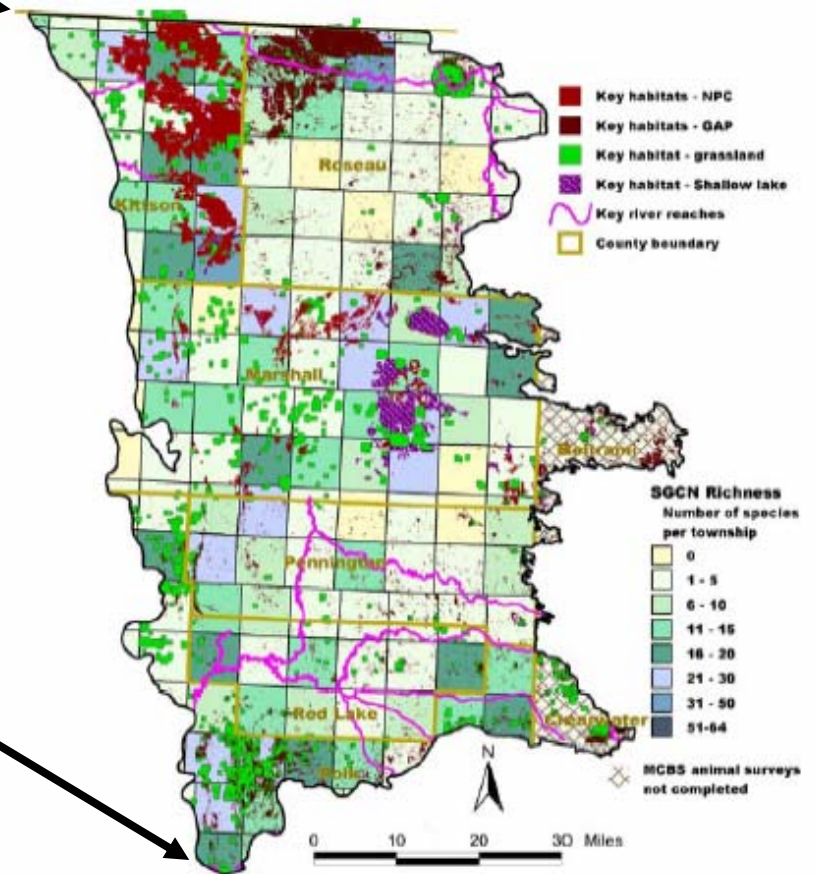 Key habitats - NPC
Key habitats - GAP
Key habitat - grassland
Key habitat - Shallow lake
Key river reaches
County boundary
Roseau
Kittson
Marshall
Beltrami
SGCN Richness
Number of species
per township
0
1 - 5
6 - 10
11 - 15
16 - 20
21 - 30
31 - 50
51-64
Pennington
Red Lake
Clearwater
Polk
N
MCBS animal surveys
not completed
0 10 20 30 Miles